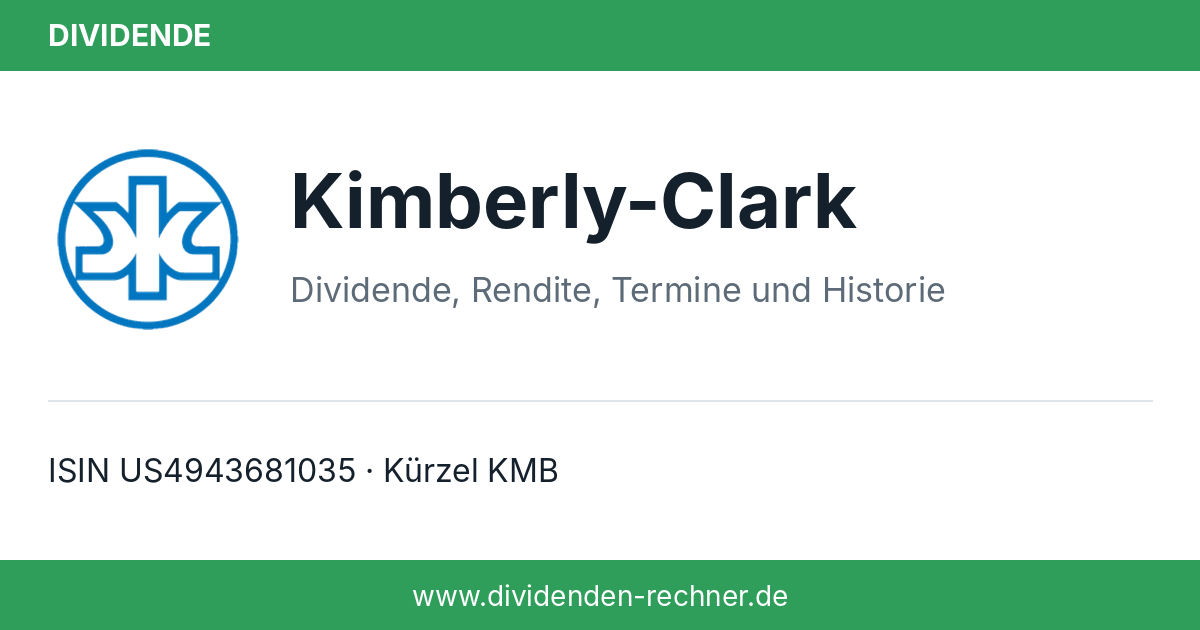 DIVIDENDE
Kimberly-Clark
Dividende, Rendite, Termine und Historie
ISIN US4943681035 · Kürzel KMB
www.dividenden-rechner.de